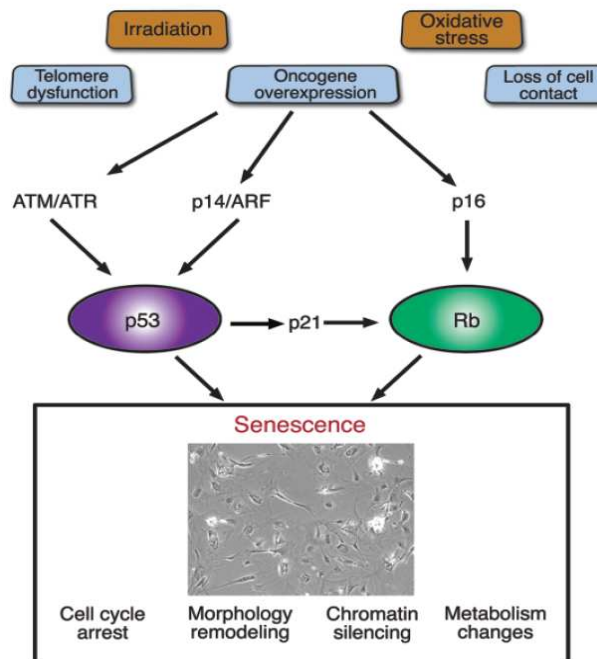 Irradiation
Oxidative
stress
Telomere
dysfunction
Oncogene
overexpression
Loss of cell
contact
ATM/ATR
p14/ARF
p16
p53
p21
Rb
Senescence
Cell cycle
arrest
Morphology
remodeling
Chromatin
silencing
Metabolism
changes